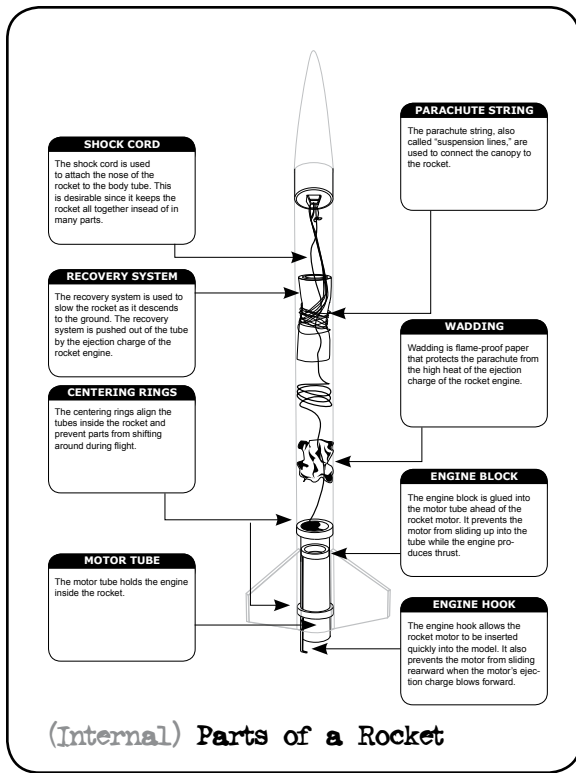 SHOCK CORD
The shock cord is used
to attach the nose of the
rocket to the body tube. This
is desirable since it keeps the
rocket all together insead of in
many parts.
RECOVERY SYSTEM
The recovery system is used to
slow the rocket as it descends
to the ground. The recovery
system is pushed out of the tube
by the ejection charge of the
rocket engine.
CENTERING RINGS
The centering rings align the
tubes inside the rocket and
prevent parts from shifting
around during flight.
MOTOR TUBE
The motor tube holds the engine
inside the rocket.
PARACHUTE STRING
The parachute string, also
called “suspension lines,” are
used to connect the canopy to
the rocket.
WADDING
Wadding is flame-proof paper
that protects the parachute from
the high heat of the ejection
charge of the rocket engine.
ENGINE BLOCK
The engine block is glued into
the motor tube ahead of the
rocket motor. It prevents the
motor from sliding up into the
tube while the engine pro-
duces thrust.
ENGINE HOOK
The engine hook allows the
rocket motor to be inserted
quickly into the model. It also
prevents the motor from sliding
rearward when the motor’s ejec-
tion charge blows forward.
(Internal) Parts of a Rocket